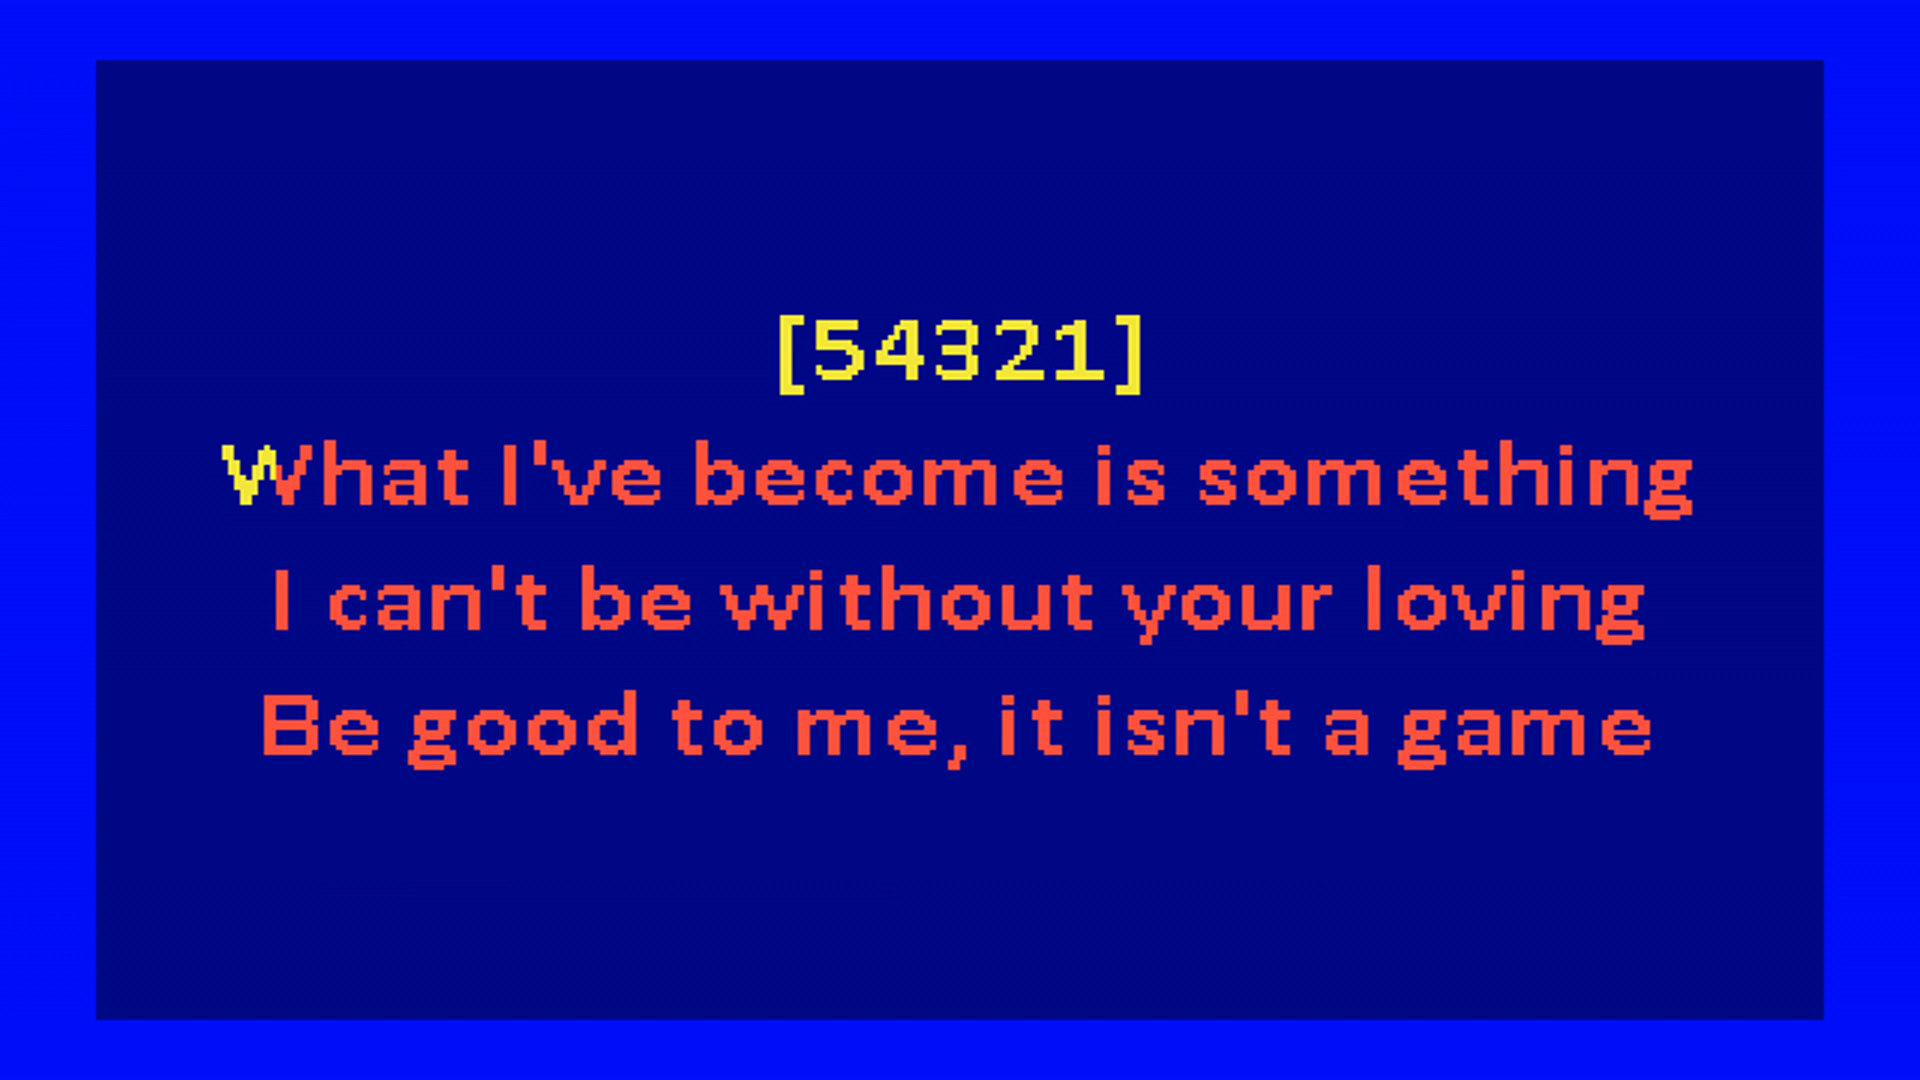 [54321]
What I've become is something
I can't be without your loving
Be good to me, it isn't a game